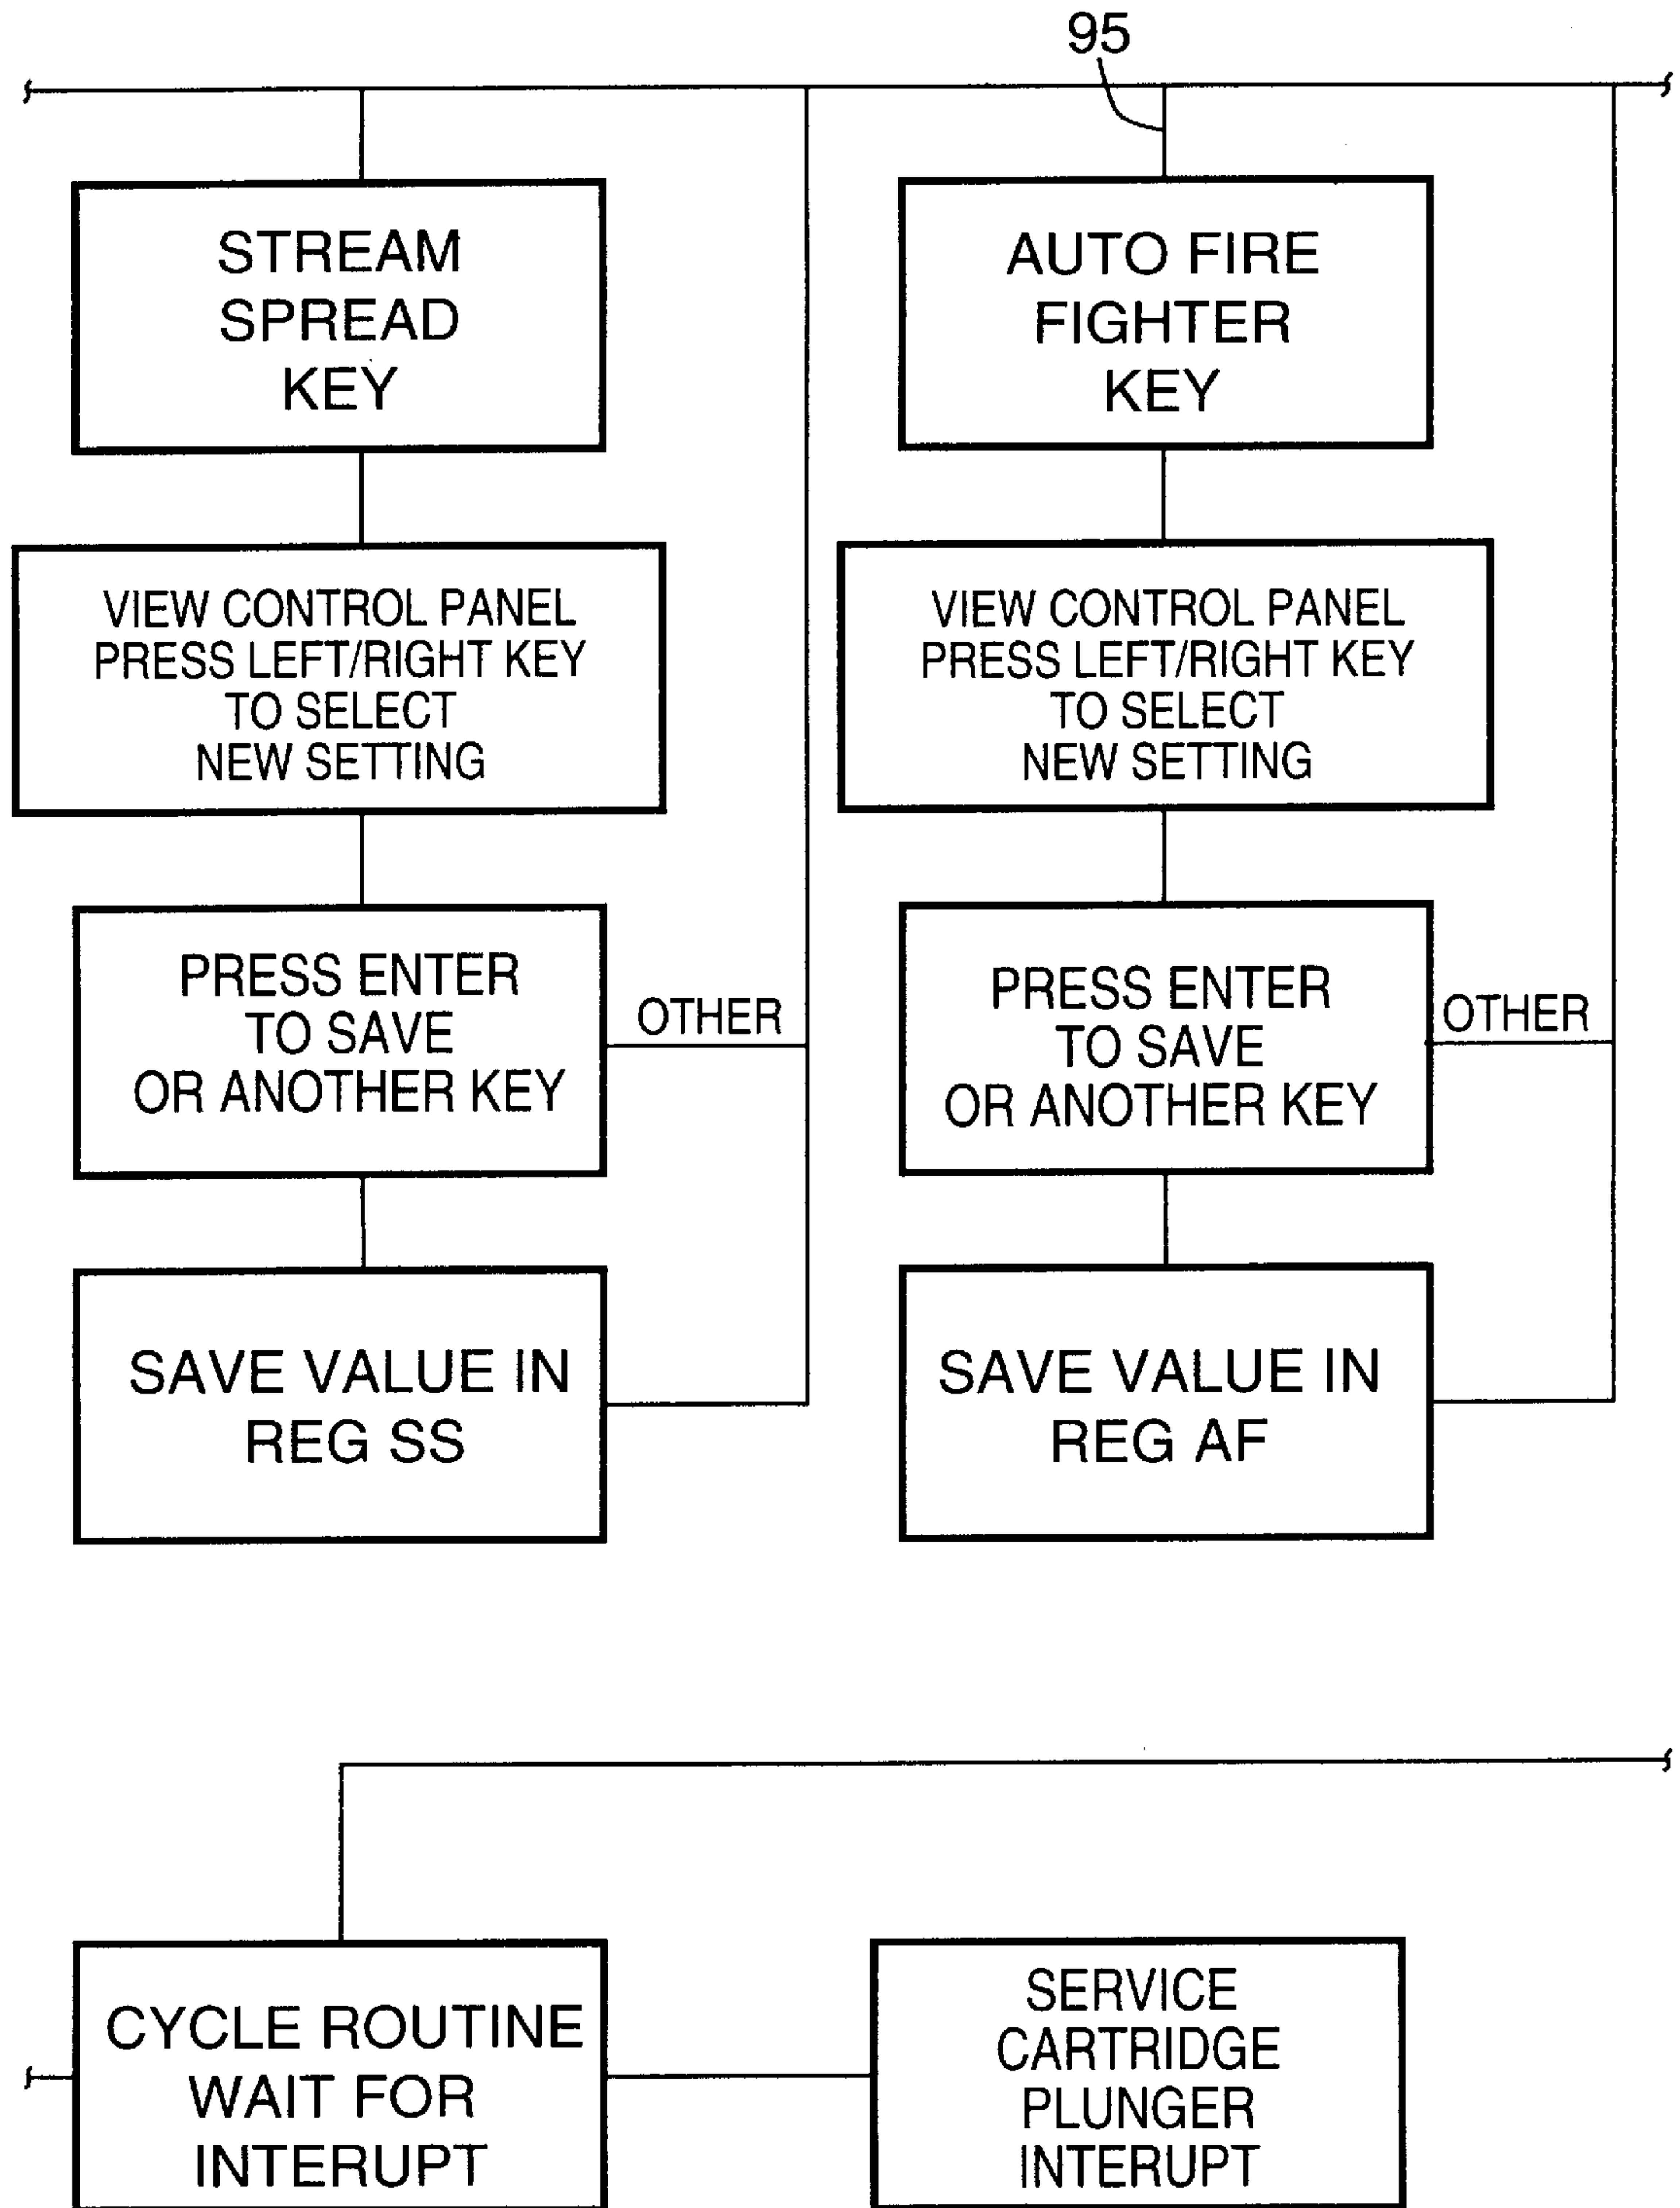 95
STREAM
SPREAD
KEY
VIEW CONTROL PANEL
PRESS LEFT/RIGHT KEY
TO SELECT
NEW SETTING
PRESS ENTER
TO SAVE
OR ANOTHER KEY
OTHER
SAVE VALUE IN
REG SS
AUTO FIRE
FIGHTER
KEY
VIEW CONTROL PANEL
PRESS LEFT/RIGHT KEY
TO SELECT
NEW SETTING
PRESS ENTER
TO SAVE
OR ANOTHER KEY
OTHER
SAVE VALUE IN
REG AF
CYCLE ROUTINE
WAIT FOR
INTERUPT
SERVICE
CARTRIDGE
PLUNGER
INTERUPT